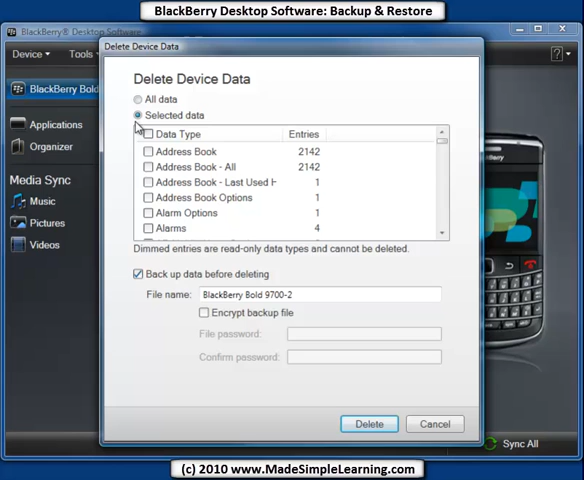 BlackBerry Desktop Software: Backup & Restore
BlackBerry® Desktop Software
Delete Device Data
Device
Tools
?
Delete Device Data
All data
BlackBerry Bold
Selected data
Data Type Entries
Applications
Address Book 2142
Organizer
Address Book - All 2142
Media Sync
Address Book - Last Used H 1
Music
Address Book Options 1
Pictures
Alarm Options 1
Alarms 4
Videos
Dimmed entries are read-only data types and cannot be deleted.
Back up data before deleting
File name: BlackBerry Bold 9700-2
Encrypt backup file
File password:
Confirm password:
Delete Cancel
Sync All
(c) 2010 www.MadeSimpleLearning.com